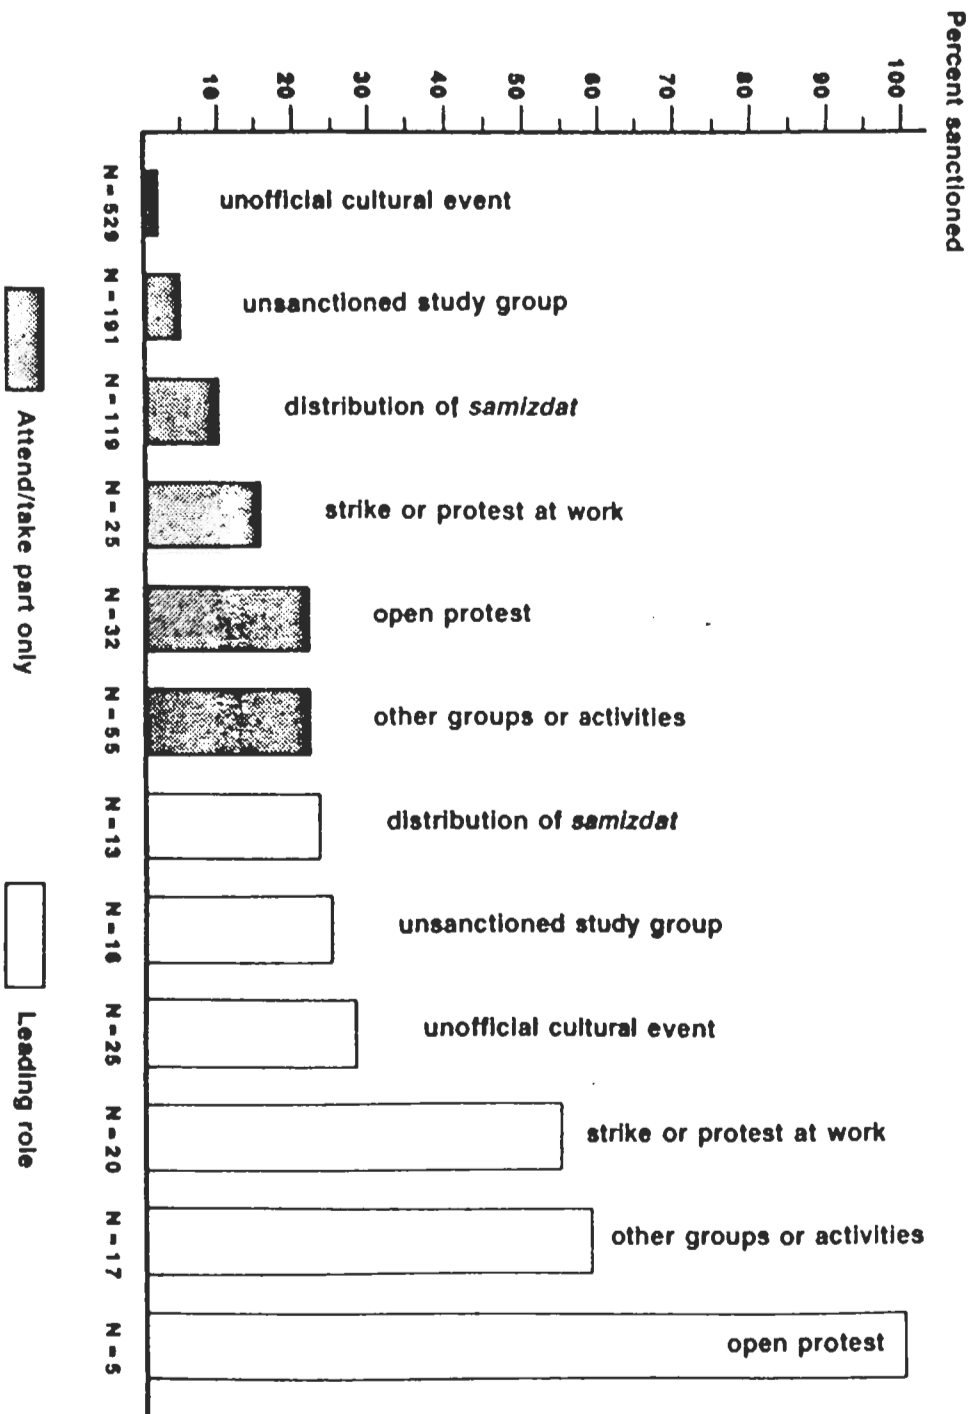 Percent sanctioned
10
20
30
40
50
60
70
80
90
100
N=529
unofficial cultural event
N=191
unsanctioned study group
N=119
distribution of samizdat
N=25
strike or protest at work
N=32
open protest
N=55
other groups or activities
N=13
distribution of samizdat
N=16
unsanctioned study group
N=25
unofficial cultural event
N=20
strike or protest at work
N=17
other groups or activities
N=5
open protest
Attend/take part only
Leading role